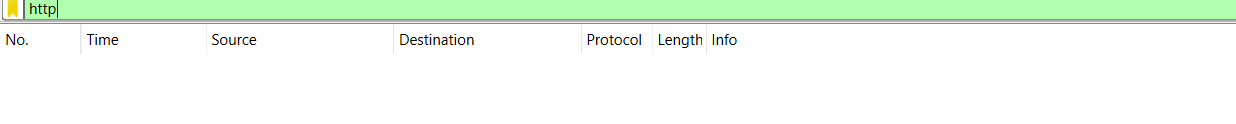 http
No. Time Source Destination Protocol Length Info